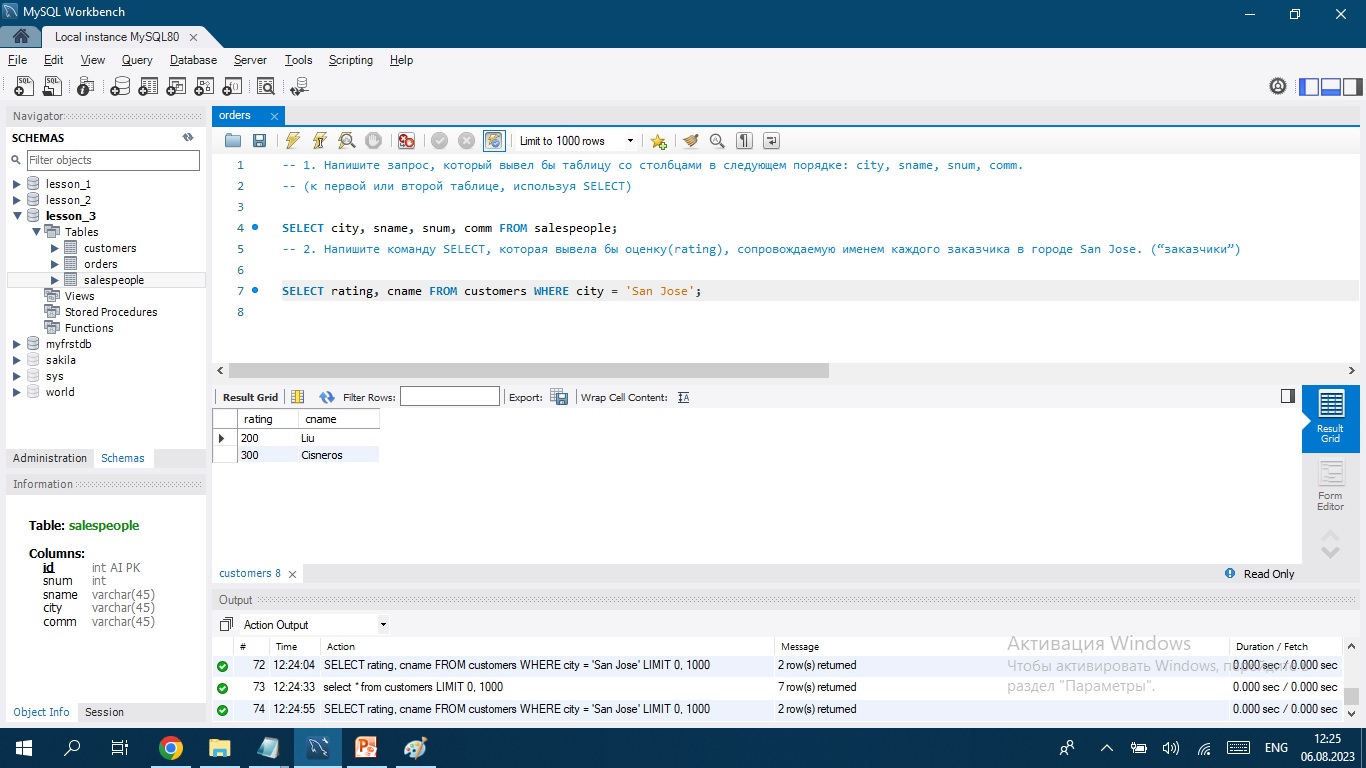 MySQL Workbench
Local instance MySQL80
File Edit View Query Database Server Tools Scripting Help
Navigator
SCHEMAS
Filter objects
lesson_1
lesson_2
lesson_3
Tables
customers
orders
salespeople
Views
Stored Procedures
Functions
myfrstdb
sakila
sys
world
Administration Schemas
Information
Table: salespeople
Columns:
id int AI PK
snum int
sname varchar(45)
city varchar(45)
comm varchar(45)
Object Info Session
orders
Limit to 1000 rows
1 -- 1. Напишите запрос, который вывел бы таблицу со столбцами в следующем порядке: city, sname, snum, comm.
2 -- (к первой или второй таблице, используя SELECT)
3
4 SELECT city, sname, snum, comm FROM salespeople;
5 -- 2. Напишите команду SELECT, которая вывела бы оценку(rating), сопровождаемую именем каждого заказчика в городе San Jose. (“заказчики”)
6
7 SELECT rating, cname FROM customers WHERE city = 'San Jose';
8
Result Grid Filter Rows: Export: Wrap Cell Content:
rating cname
200 Liu
300 Cisneros
Result
Grid
Form
Editor
customers 8
Read Only
Output
Action Output
# Time Action Message Duration / Fetch
72 12:24:04 SELECT rating, cname FROM customers WHERE city = 'San Jose' LIMIT 0, 1000 2 row(s) returned 0.000 sec / 0.000 sec
73 12:24:33 select * from customers LIMIT 0, 1000 7 row(s) returned 0.000 sec / 0.000 sec
74 12:24:55 SELECT rating, cname FROM customers WHERE city = 'San Jose' LIMIT 0, 1000 2 row(s) returned 0.000 sec / 0.000 sec
Активация Windows
Чтобы активировать Windows,
раздел "Параметры".
ENG
12:25
06.08.2023